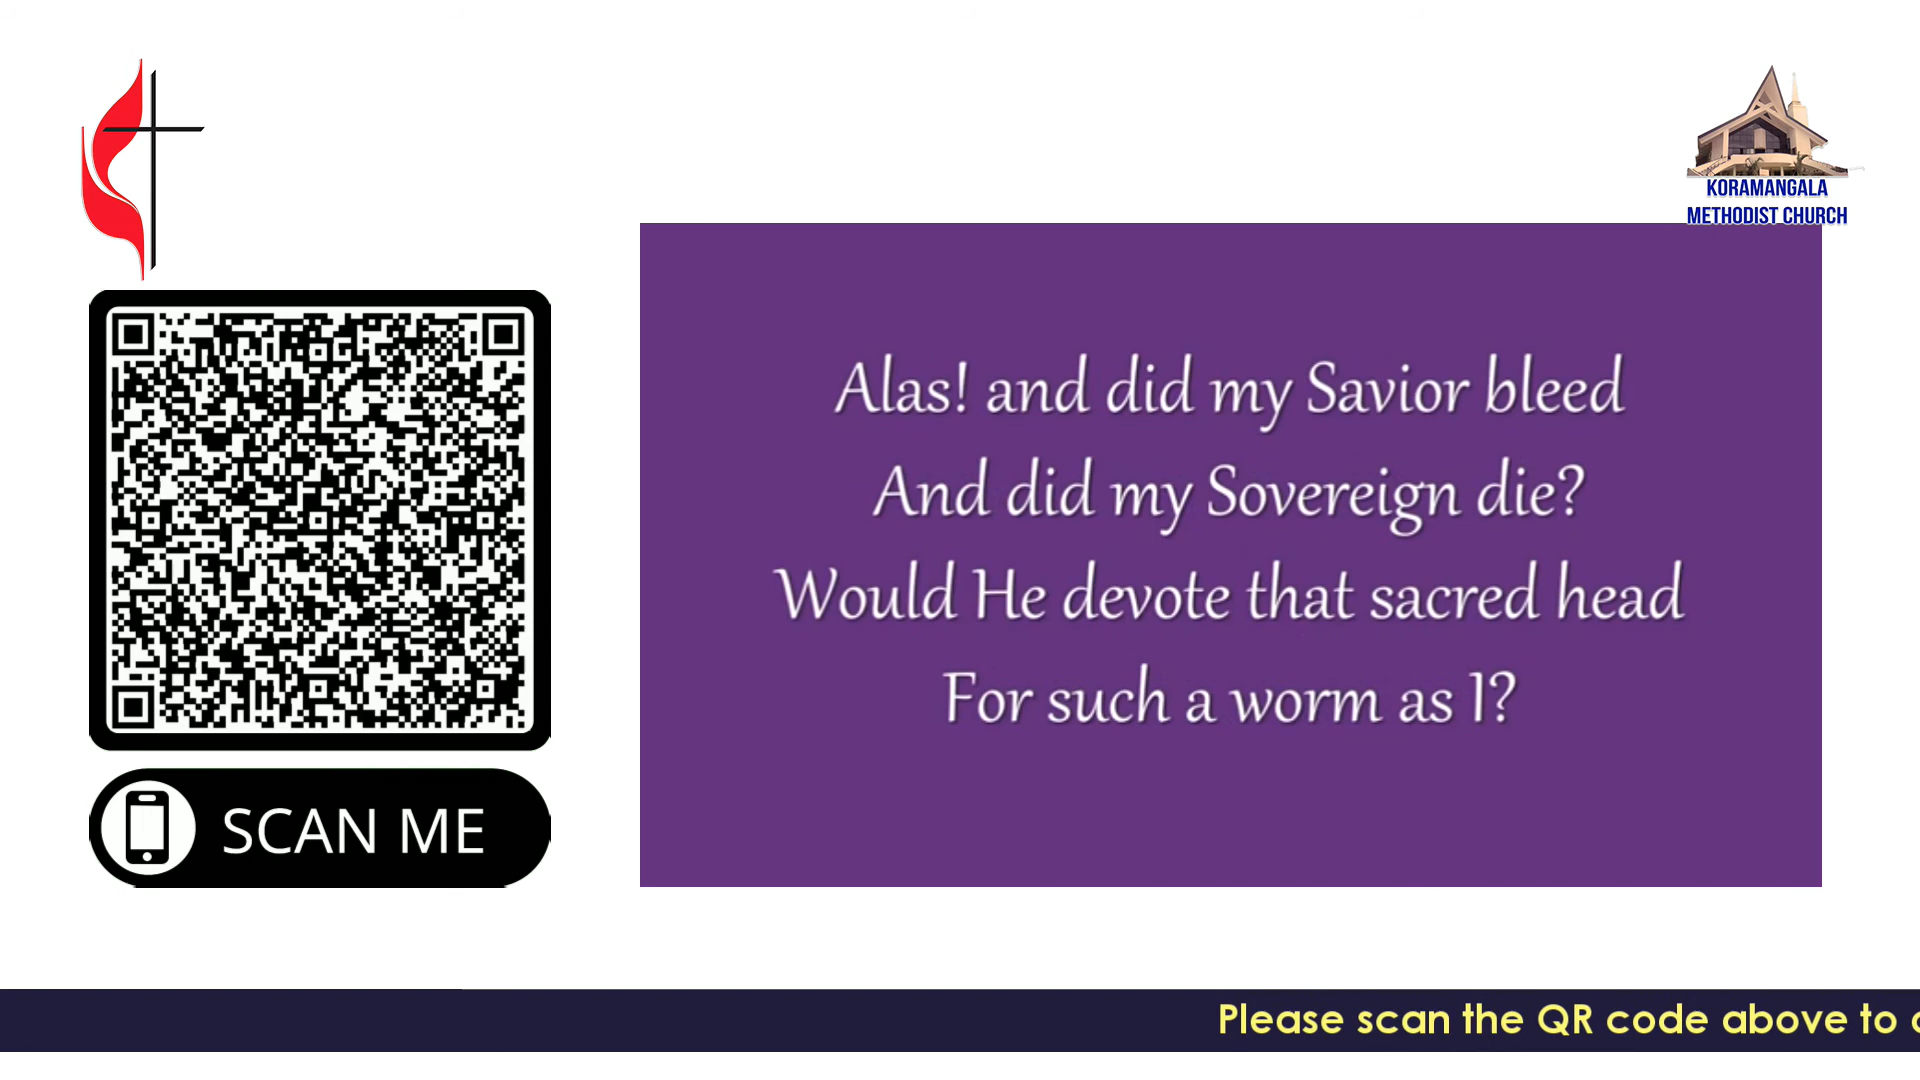 KORAMANGALA
METHODIST CHURCH
Alas! and did my Savior bleed
And did my Sovereign die?
Would He devote that sacred head
For such a worm as I?
SCAN ME
Please scan the QR code above to